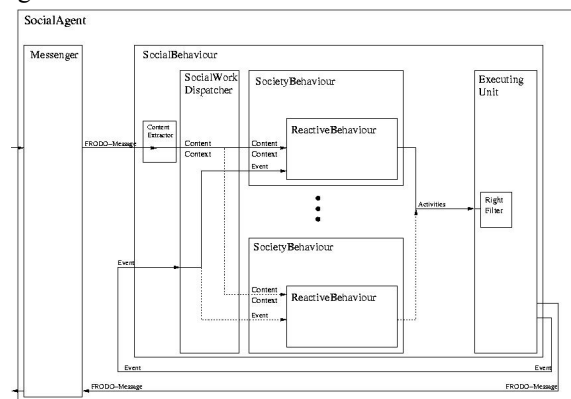 SocialAgent
Messenger
SocialBehaviour
SocialWork
Dispatcher
SocietyBehaviour
Executing
Unit
Content
Extractor
ReactiveBehaviour
FRODO-Message
Content
Context
Content
Context
Event
Activities
Right
Filter
SocietyBehaviour
Event
Content
Context
ReactiveBehaviour
Event
Event
Event
FRODO-Message
FRODO-Message